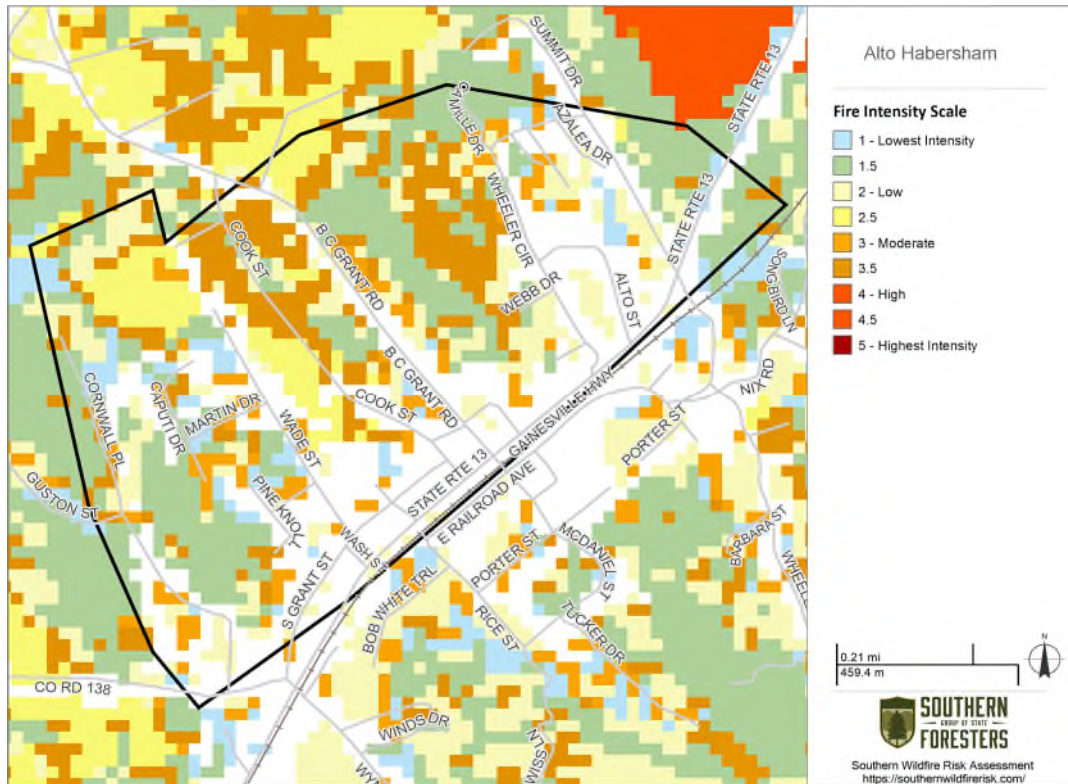 SUMMIT DR
STATE RTE 13
AZALEA DR
A MILLE DR
WHEELER CIR
STATE RTE 13
COOK ST
B C GRANT RD
SONGBIRD LN
WEBB DR
ALTO ST
CORNWALL PL
CAPUTI DR
MARTIN DR
WADE ST
COOK ST
B C GRANT RD
GAINESVILLE HWY
NIX RD
PORTER ST
GUSTON ST
PINE KNOLL
STATE RTE 13
E RAILROAD AVE
WASH S
MCDANIEL ST
BARBARA ST
WHEELE
S GRANT ST
BOB WHITE TRL
PORTER ST
RICE ST
TUCKER DR
CO RD 138
WINDS DR
WISS LN
WYN
Alto Habersham
Fire Intensity Scale
1 - Lowest Intensity
1.5
2 - Low
2.5
3 - Moderate
3.5
4 - High
4.5
5 - Highest Intensity
0.21 mi
459.4 m
N
SOUTHERN
GROUP OF STATE
FORESTERS
Southern Wildfire Risk Assessment
https://southernwildfirerisk.com/